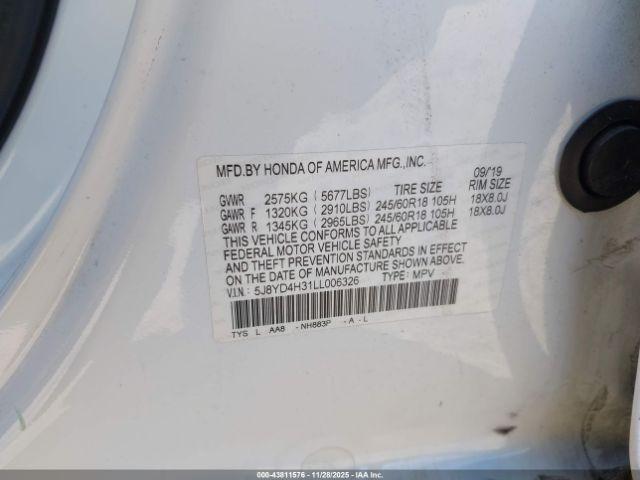 MFD.BY HONDA OF AMERICA MFG.,INC. 09/19
GVWR 2575KG (5677LBS) TIRE SIZE RIM SIZE
GAWR F 1320KG (2910LBS) 245/60R18 105H 18X8.0J
GAWR R 1345KG (2965LBS) 245/60R18 105H 18X8.0J
THIS VEHICLE CONFORMS TO ALL APPLICABLE
FEDERAL MOTOR VEHICLE SAFETY
AND THEFT PREVENTION STANDARDS IN EFFECT
ON THE DATE OF MANUFACTURE SHOWN ABOVE.
V.I.N.: 5J8YD4H31LL006326 TYPE: MPV
TYS L AA8 -NH883P -A-L
000-43811576 | 11/28/2025 | IAA Inc.